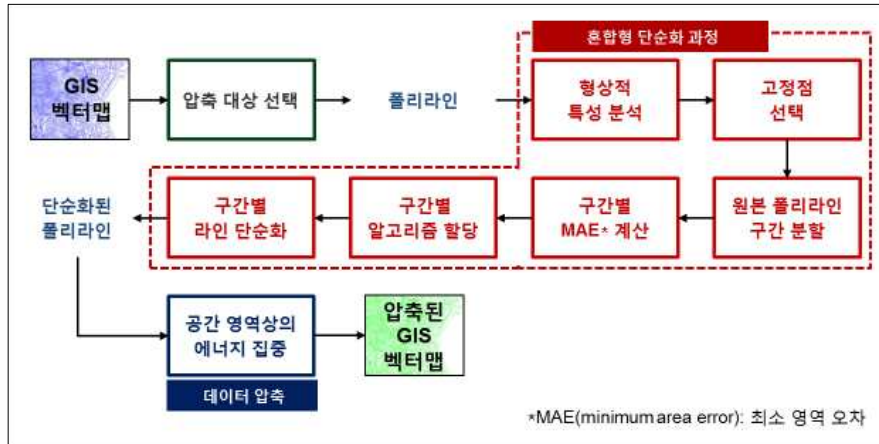 혼합형 단순화 과정
GIS
벡터맵
압축 대상 선택
폴리라인
형상적
특성 분석
고정점
선택
단순화된
폴리라인
구간별
라인 단순화
구간별
알고리즘 할당
구간별
MAE* 계산
원본 폴리라인
구간 분할
공간 영역상의
에너지 집중
데이터 압축
압축된
GIS
벡터맵
*MAE(minimum area error): 최소 영역 오차